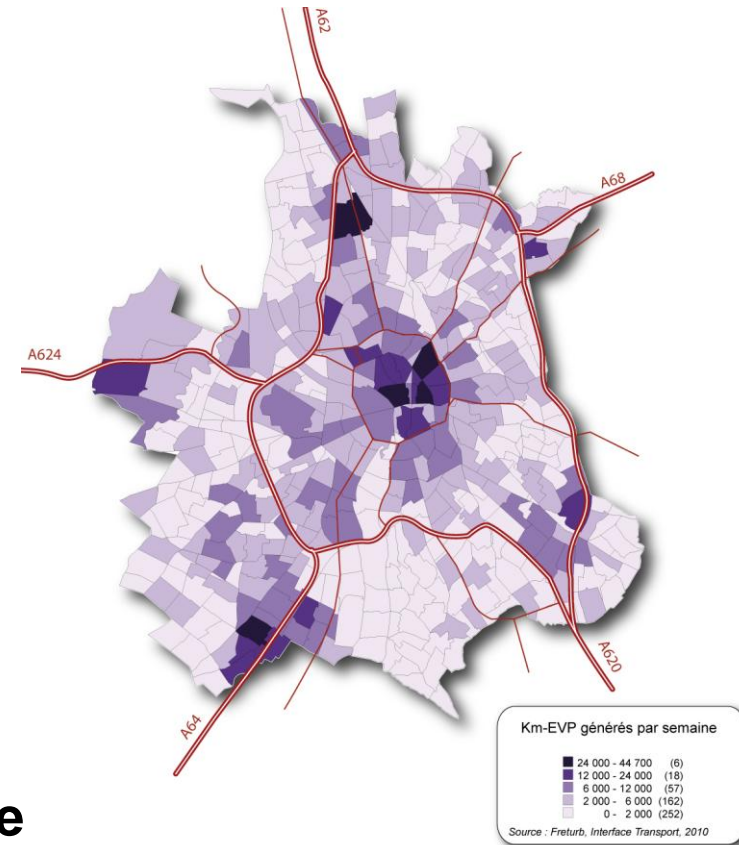 A62
A68
A624
A64
A620
Km-EVP générés par semaine
24 000 - 44 700 (6)
12 000 - 24 000 (18)
6 000 - 12 000 (57)
2 000 - 6 000 (162)
0 - 2 000 (252)
Source : Freturb, Interface Transport, 2010
e